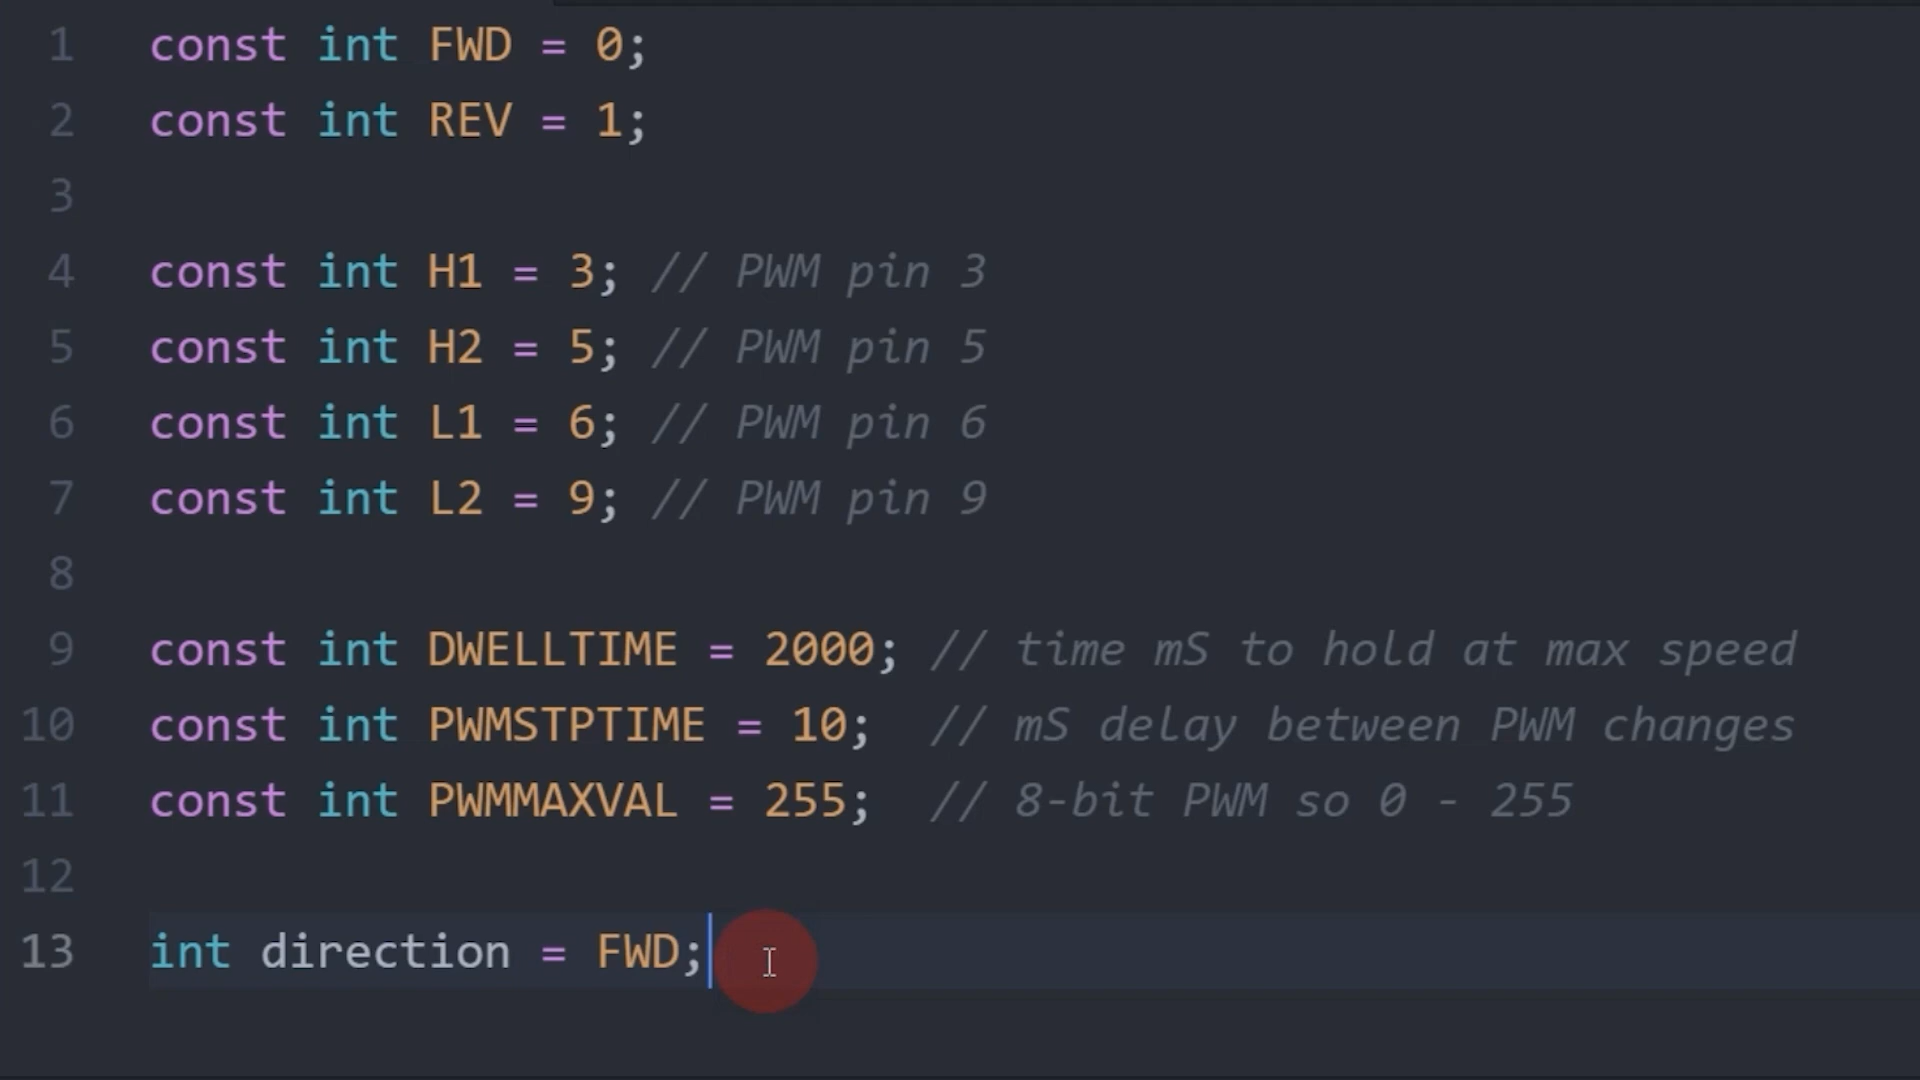 1 const int FWD = 0;
2 const int REV = 1;
3
4 const int H1 = 3; // PWM pin 3
5 const int H2 = 5; // PWM pin 5
6 const int L1 = 6; // PWM pin 6
7 const int L2 = 9; // PWM pin 9
8
9 const int DWELLTIME = 2000; // time mS to hold at max speed
10 const int PWMSTPTIME = 10;  // mS delay between PWM changes
11 const int PWMMAXVAL = 255;  // 8-bit PWM so 0 - 255
12
13 int direction = FWD;